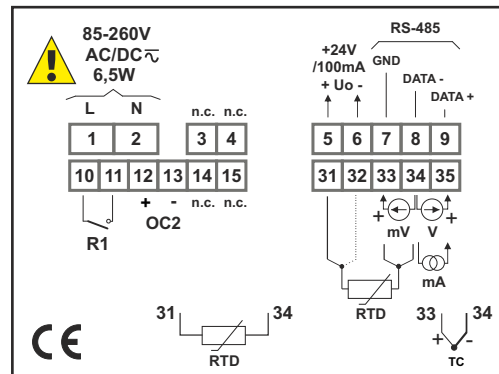 85-260V
AC/DC
6,5W
L N
n.c. n.c.
1 2 3 4
10 11 12 13 14 15
+ - n.c. n.c.
OC2
R1
RS-485
+24V
/100mA
GND
+ Uo -
DATA -
DATA +
5 6 7 8 9
31 32 33 34 35
+ +
mV V
mA
RTD
31 34
RTD
33 34
+ -
TC
CE